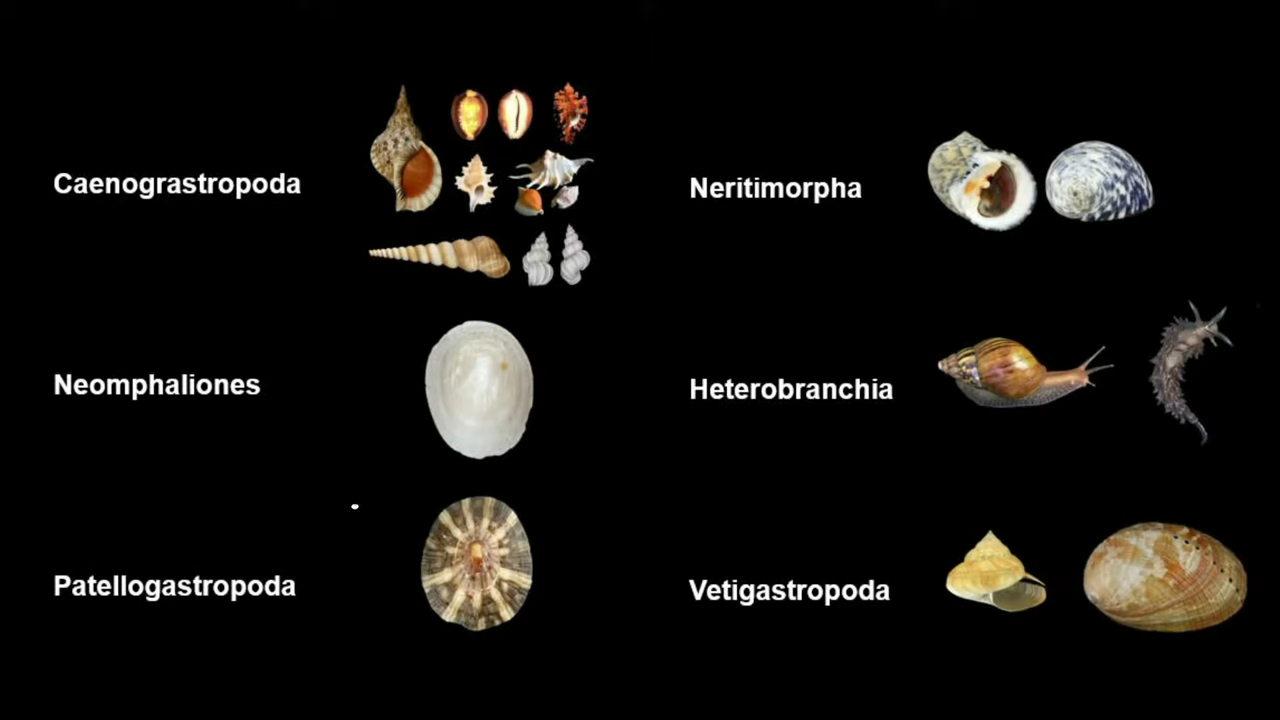 Caenograstropoda
Neritimorpha
Neomphaliones
Heterobranchia
Patellogastropoda
Vetigastropoda